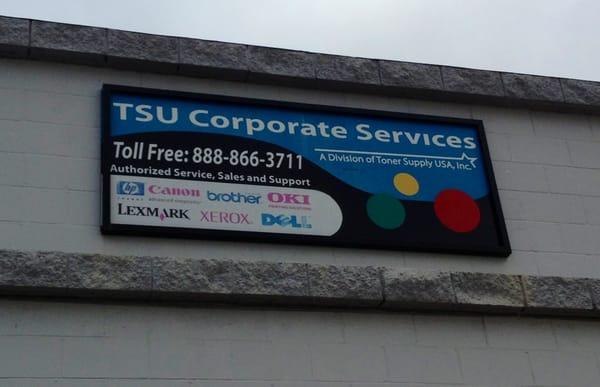 TSU Corporate Services
A Division of Toner Supply USA, Inc.
Toll Free: 888-866-3711
Authorized Service, Sales and Support
hp Canon brother OKI
LEXMARK XEROX DELL